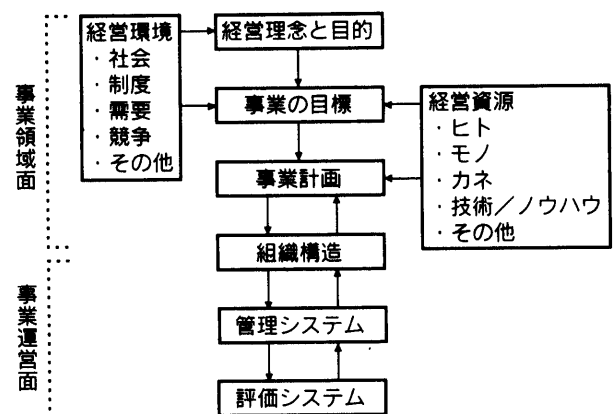 事業領域面
事業運営面
経営環境
・社会
・制度
・需要
・競争
・その他
経営理念と目的
事業の目標
事業計画
組織構造
管理システム
評価システム
経営資源
・ヒト
・モノ
・カネ
・技術／ノウハウ
・その他